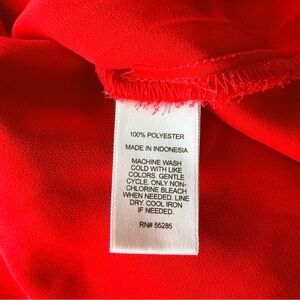 100% POLYESTER
MADE IN INDONESIA
MACHINE WASH
COLD WITH LIKE
COLORS. GENTLE
CYCLE. ONLY NON-
CHLORINE BLEACH
WHEN NEEDED. LINE
DRY. COOL IRON
IF NEEDED.
RN# 55285